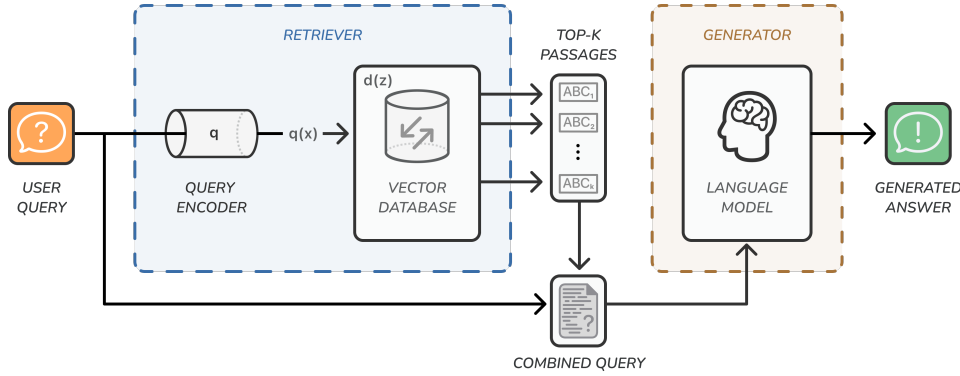 RETRIEVER
TOP-K
PASSAGES
GENERATOR
d(z)
ABC₁
ABC₂
ABCₖ
?
q
q(x)
!
USER
QUERY
QUERY
ENCODER
VECTOR
DATABASE
LANGUAGE
MODEL
GENERATED
ANSWER
?
COMBINED QUERY